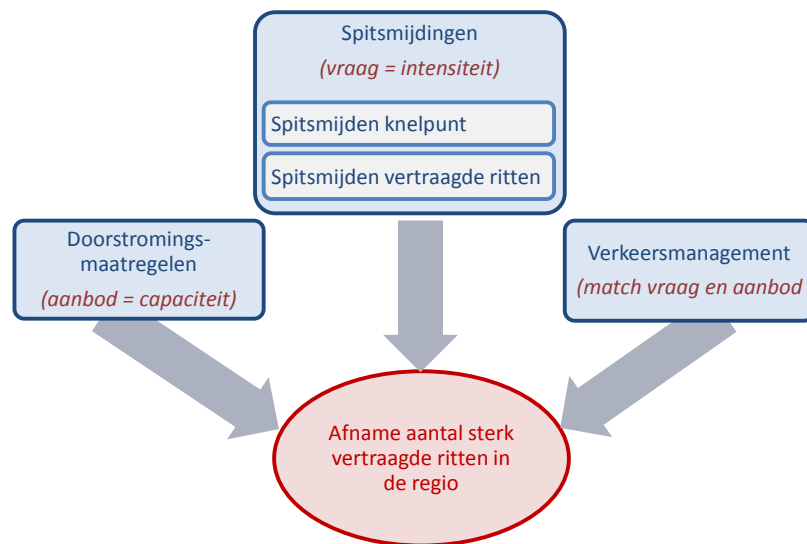 Spitsmijdingen
(vraag = intensiteit)
Spitsmijden knelpunt
Spitsmijden vertraagde ritten
Doorstromings-
maatregelen
(aanbod = capaciteit)
Verkeersmanagement
(match vraag en aanbod
Afname aantal sterk
vertraagde ritten in
de regio